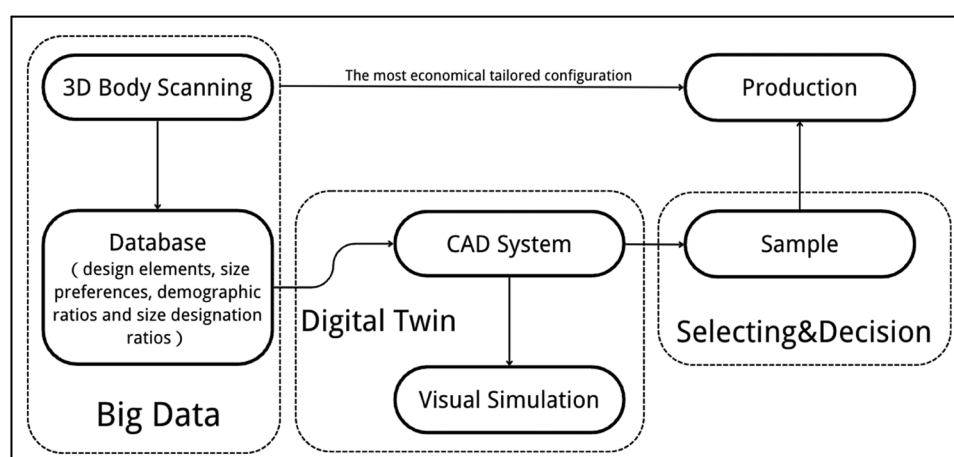 3D Body Scanning
The most economical tailored configuration
Production
Database
( design elements, size
preferences, demographic
ratios and size designation
ratios )
CAD System
Sample
Digital Twin
Selecting&Decision
Visual Simulation
Big Data